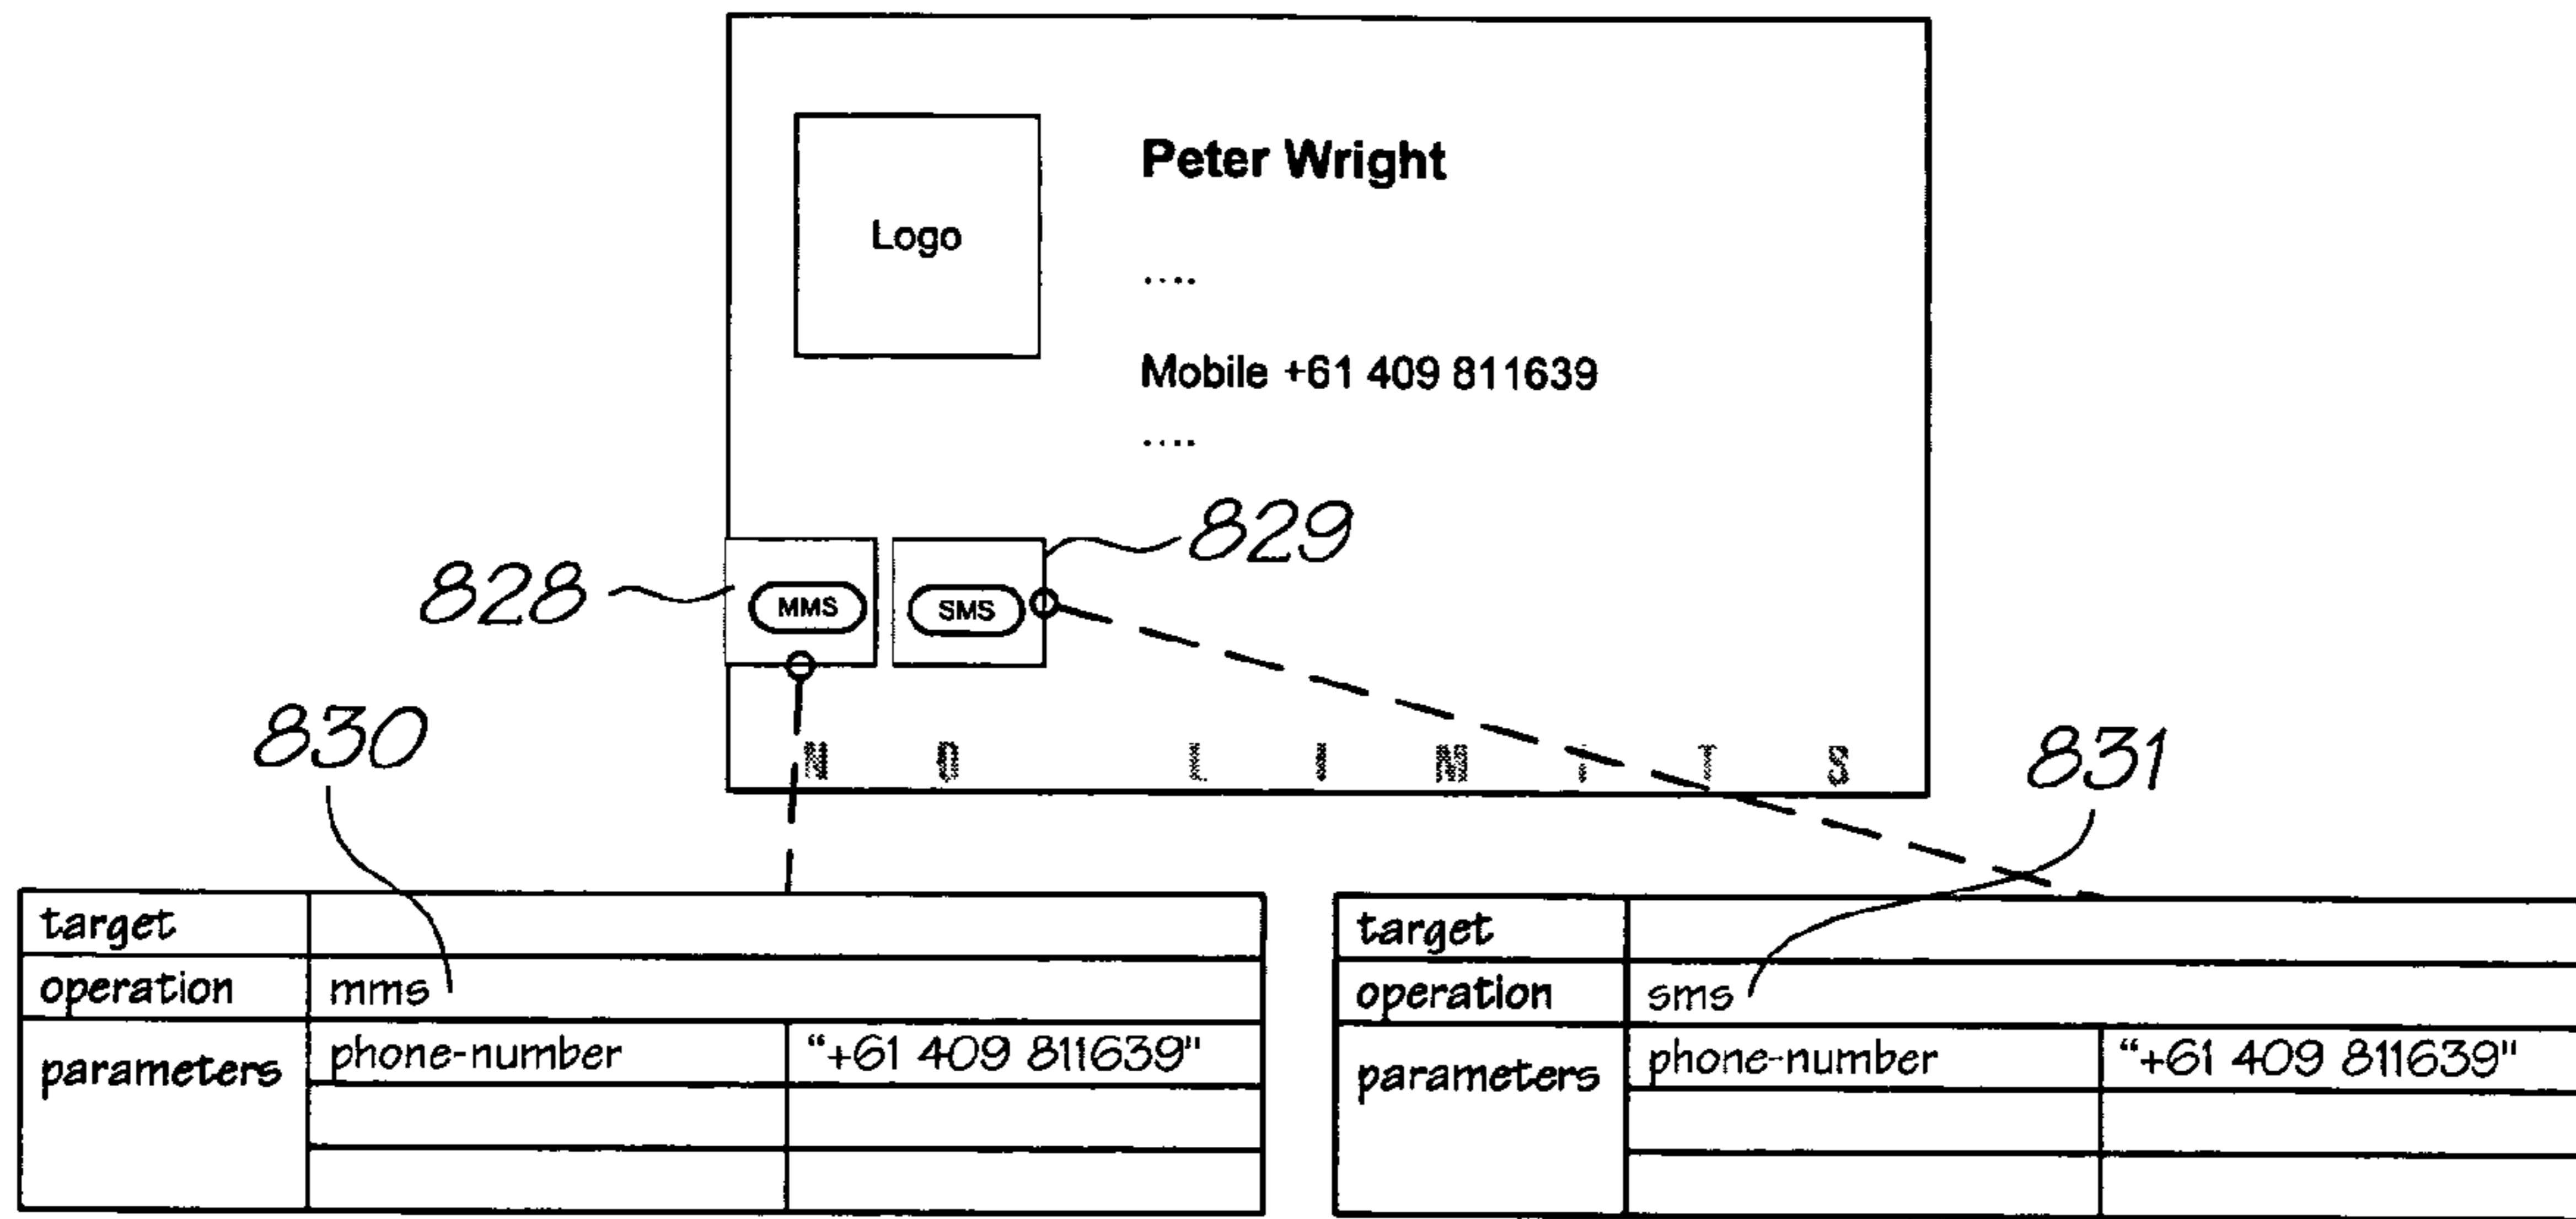 Peter Wright
Logo
....
Mobile +61 409 811639
....
829
828
MMS SMS
830
831
target
operation mms
parameters phone-number "+61 409 811639"
target
operation sms
parameters phone-number "+61 409 811639"